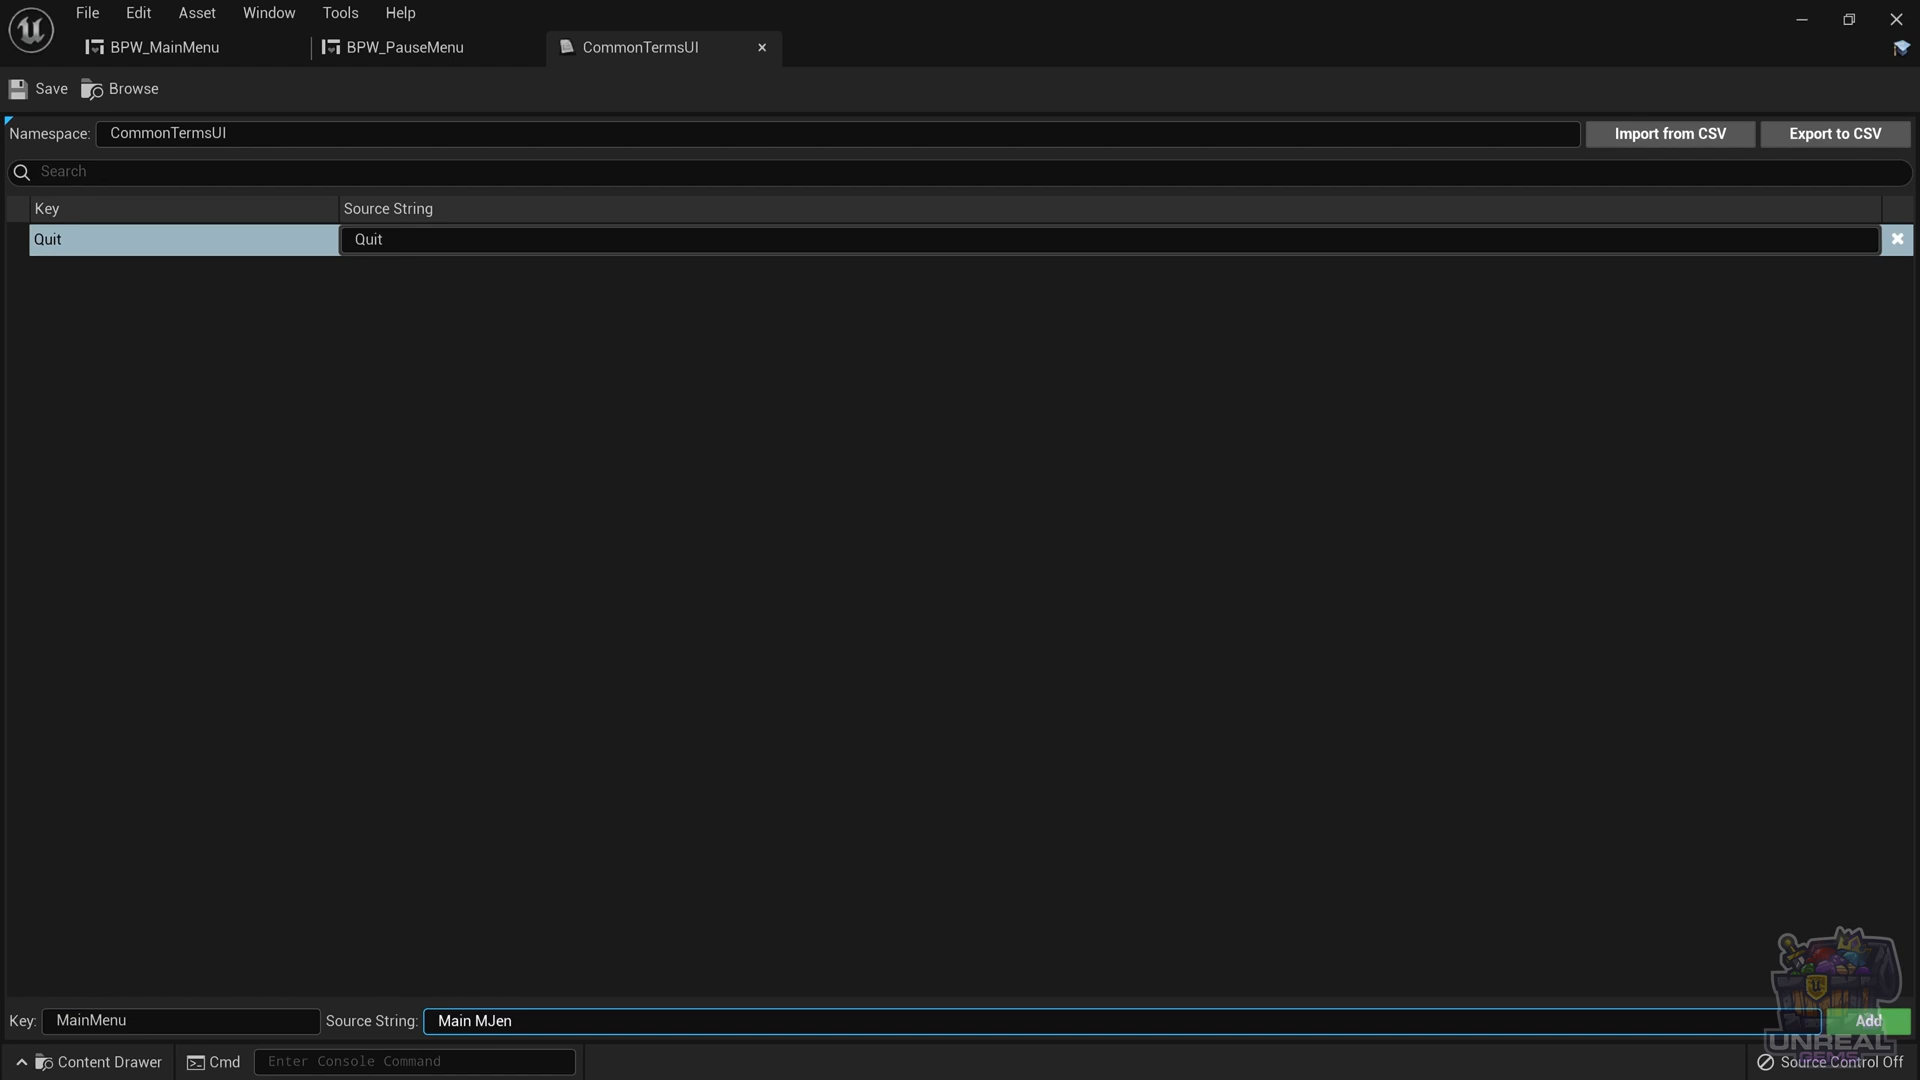 File Edit Asset Window Tools Help
BPW_MainMenu BPW_PauseMenu CommonTermsUI
Save Browse
Namespace: CommonTermsUI Import from CSV Export to CSV
Search
Key Source String
Quit Quit
Key: MainMenu Source String: Main MJen Add
UNREAL
GEMS
Content Drawer Cmd Enter Console Command Source Control Off